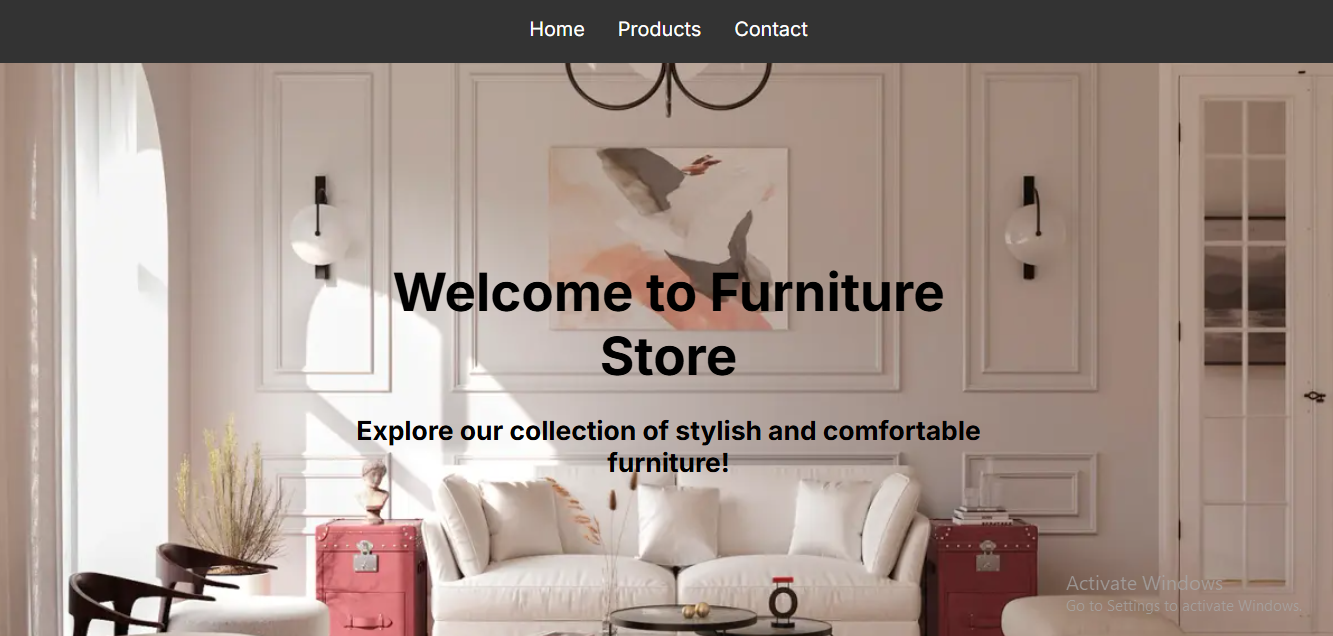 Home Products Contact
Welcome to Furniture
Store
Explore our collection of stylish and comfortable
furniture!
Activate Windows
Go to Settings to activate Windows.